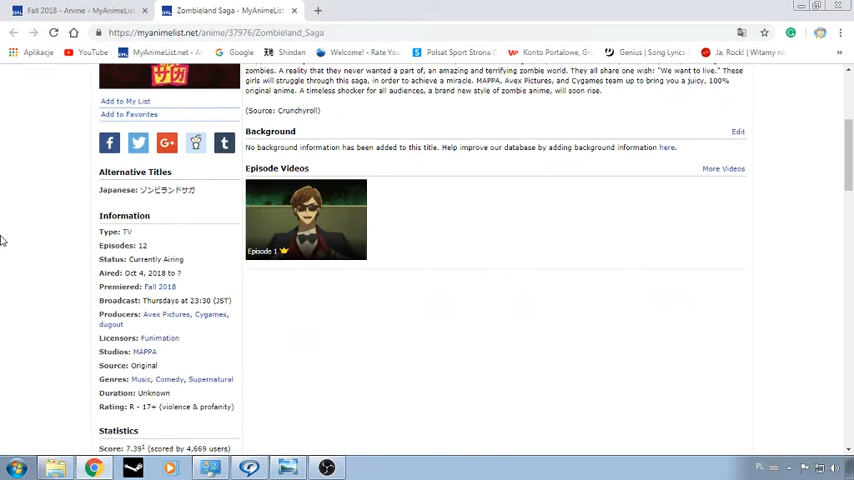 Fall 2018 - Anime - MyAnimeList
Zombieland Saga - MyAnimeList
https://myanimelist.net/anime/37976/Zombieland_Saga
Aplikacje YouTube MyAnimeList.net - An Google Shinden Welcome! - Rate You Polsat Sport Strona G Konto Portalowe, Gr Genius | Song Lyrics Ja, Rock! | Witamy na
ンビ
サガ
zombies. A reality that they never wanted a part of, an amazing and terrifying zombie world. They all share one wish: "We want to live." These
girls will struggle through this saga, in order to achieve a miracle. MAPPA, Avex Pictures, and Cygames team up to bring you a juicy, 100%
original anime. A timeless shocker for all audiences, a brand new style of zombie anime, will soon rise.
(Source: Crunchyroll)
Add to My List
Add to Favorites
Background
Edit
No background information has been added to this title. Help improve our database by adding background information here.
Episode Videos
More Videos
Episode 1
Alternative Titles
Japanese: ゾンビランドサガ
Information
Type: TV
Episodes: 12
Status: Currently Airing
Aired: Oct 4, 2018 to ?
Premiered: Fall 2018
Broadcast: Thursdays at 23:30 (JST)
Producers: Avex Pictures, Cygames,
dugout
Licensors: Funimation
Studios: MAPPA
Source: Original
Genres: Music, Comedy, Supernatural
Duration: Unknown
Rating: R - 17+ (violence & profanity)
Statistics
Score: 7.39¹ (scored by 4,669 users)
PL